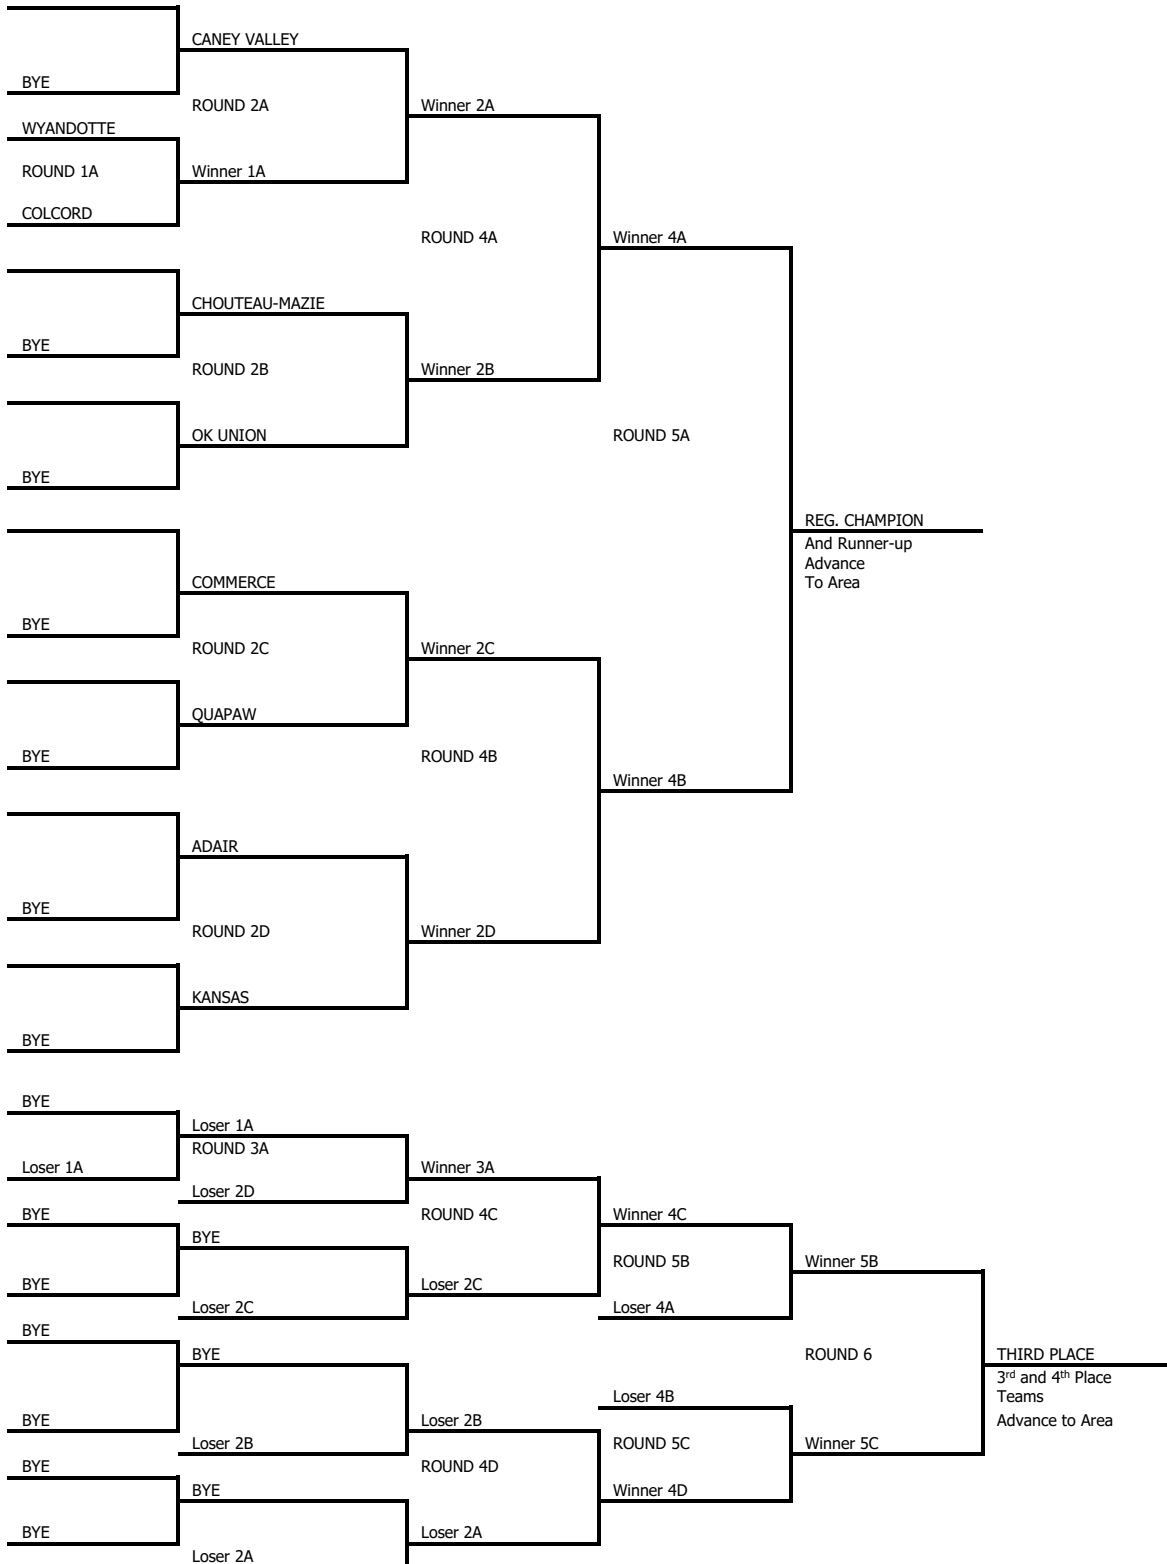 CANEY VALLEY
BYE
ROUND 2A
Winner 2A
WYANDOTTE
ROUND 1A
Winner 1A
COLCORD
ROUND 4A
Winner 4A
CHOUTEAU-MAZIE
BYE
ROUND 2B
Winner 2B
OK UNION
ROUND 5A
BYE
REG. CHAMPION
And Runner-up
Advance
To Area
COMMERCE
BYE
ROUND 2C
Winner 2C
QUAPAW
BYE
ROUND 4B
Winner 4B
ADAIR
BYE
ROUND 2D
Winner 2D
KANSAS
BYE
BYE
Loser 1A
ROUND 3A
Loser 1A
Winner 3A
Loser 2D
BYE
ROUND 4C
Winner 4C
BYE
ROUND 5B
Winner 5B
BYE
Loser 2C
Loser 2C
Loser 4A
BYE
BYE
ROUND 6
THIRD PLACE
3rd and 4th Place
Teams
Advance to Area
Loser 4B
BYE
Loser 2B
Loser 2B
ROUND 5C
Winner 5C
BYE
ROUND 4D
BYE
Winner 4D
BYE
Loser 2A
Loser 2A